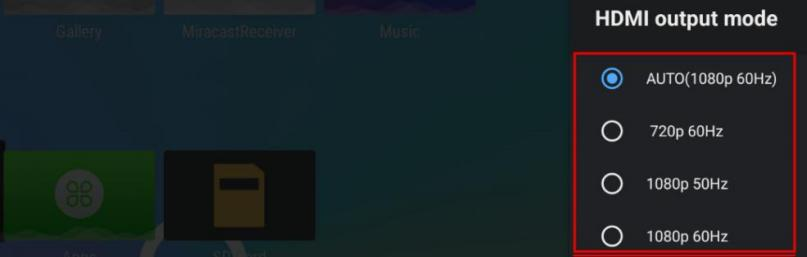 HDMI output mode
Gallery MiracastReceiver Music
AUTO(1080p 60Hz)
720p 60Hz
1080p 50Hz
1080p 60Hz